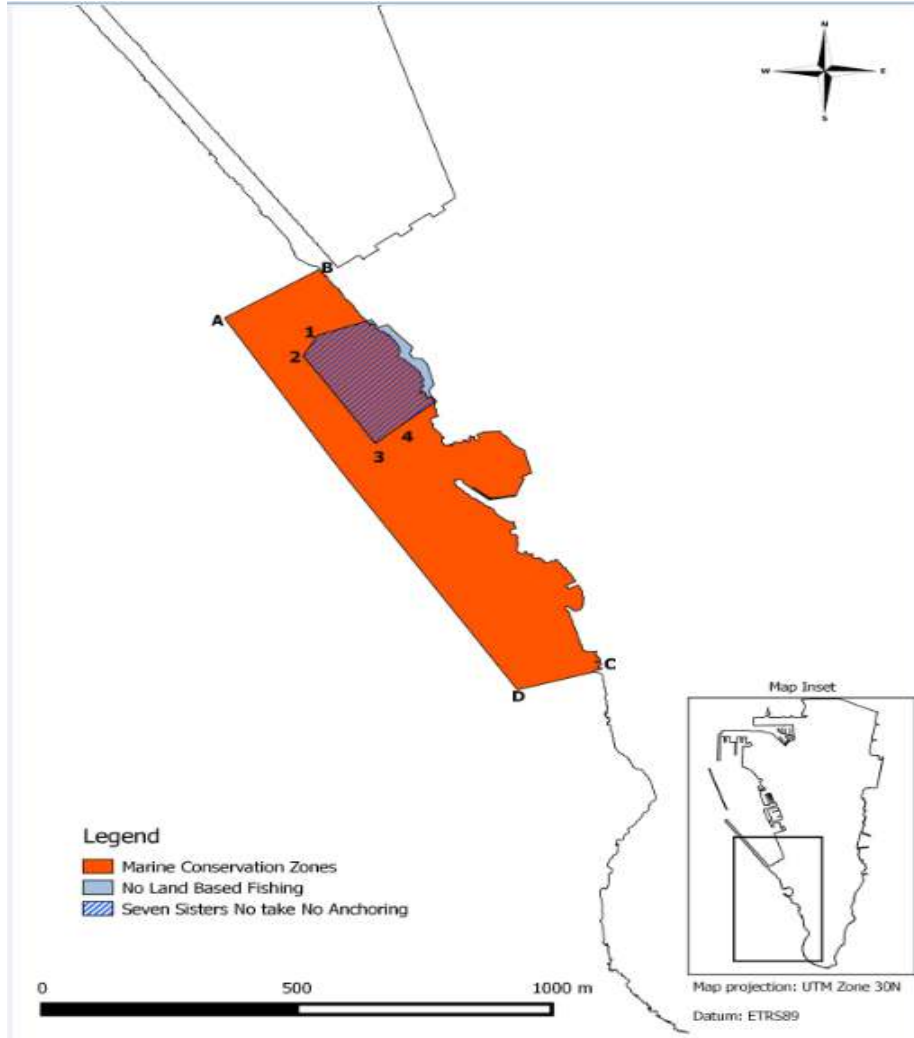 N
W E
S
B
A
1
2
4
3
C
D
Map Inset
Legend
Marine Conservation Zones
No Land Based Fishing
Seven Sisters No take No Anchoring
0 500 1000 m
Map projection: UTM Zone 30N
Datum: ETRS89